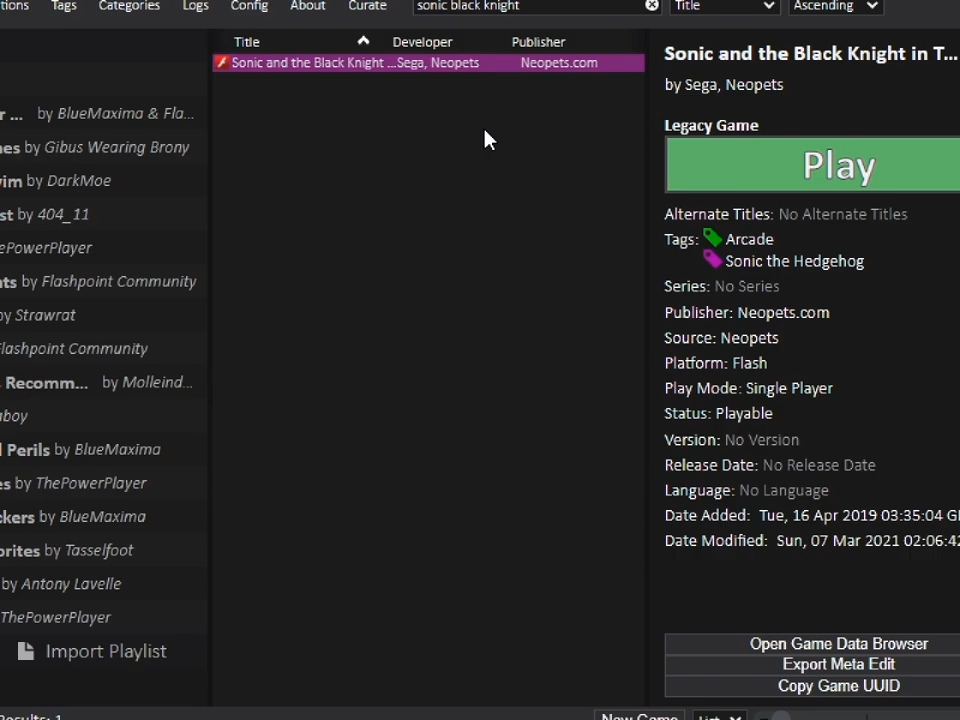 tions Tags Categories Logs Config About Curate sonic black knight Title Ascending
Title Developer Publisher
Sonic and the Black Knight ... Sega, Neopets Neopets.com
r ... by BlueMaxima & Fla...
nes by Gibus Wearing Brony
vim by DarkMoe
st by 404_11
ePowerPlayer
nts by Flashpoint Community
by Strawrat
Flashpoint Community
Recomm... by Molleind...
aboy
l Perils by BlueMaxima
es by ThePowerPlayer
ckers by BlueMaxima
orites by Tasselfoot
by Antony Lavelle
ThePowerPlayer
Import Playlist
Results: 1
New Game List
Sonic and the Black Knight in T...
by Sega, Neopets
Legacy Game
Play
Alternate Titles: No Alternate Titles
Tags: Arcade
Sonic the Hedgehog
Series: No Series
Publisher: Neopets.com
Source: Neopets
Platform: Flash
Play Mode: Single Player
Status: Playable
Version: No Version
Release Date: No Release Date
Language: No Language
Date Added: Tue, 16 Apr 2019 03:35:04 G
Date Modified: Sun, 07 Mar 2021 02:06:42
Open Game Data Browser
Export Meta Edit
Copy Game UUID